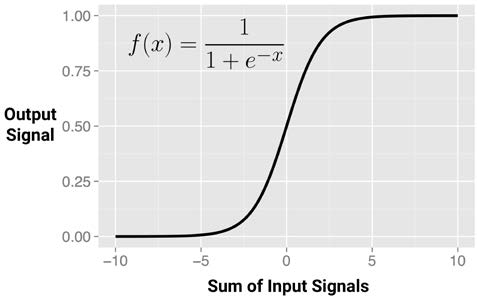 1.00
f(x) = 1 / (1 + e^{-x})
0.75
Output
Signal
0.50
0.25
0.00
−10 −5 0 5 10
Sum of Input Signals